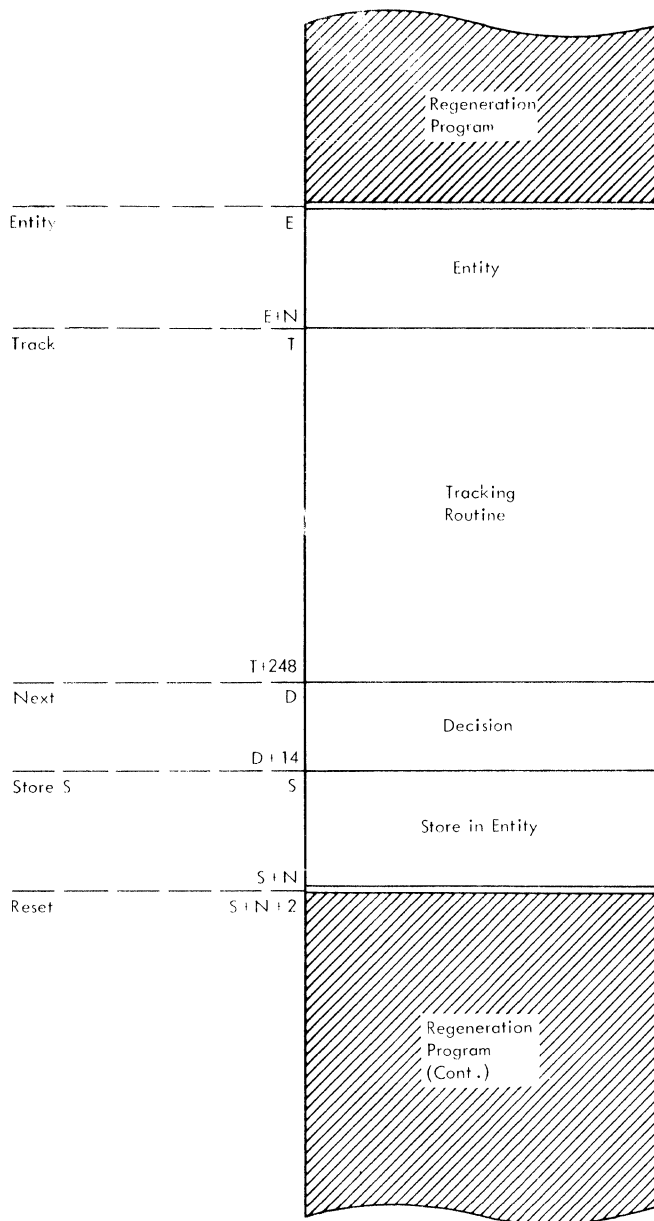 Regeneration
Program
Entity E
Entity
E+N
Track T
Tracking
Routine
T+248
Next D
Decision
D+14
Store S S
Store in Entity
S+N
Reset S+N+2
Regeneration
Program
(Cont.)